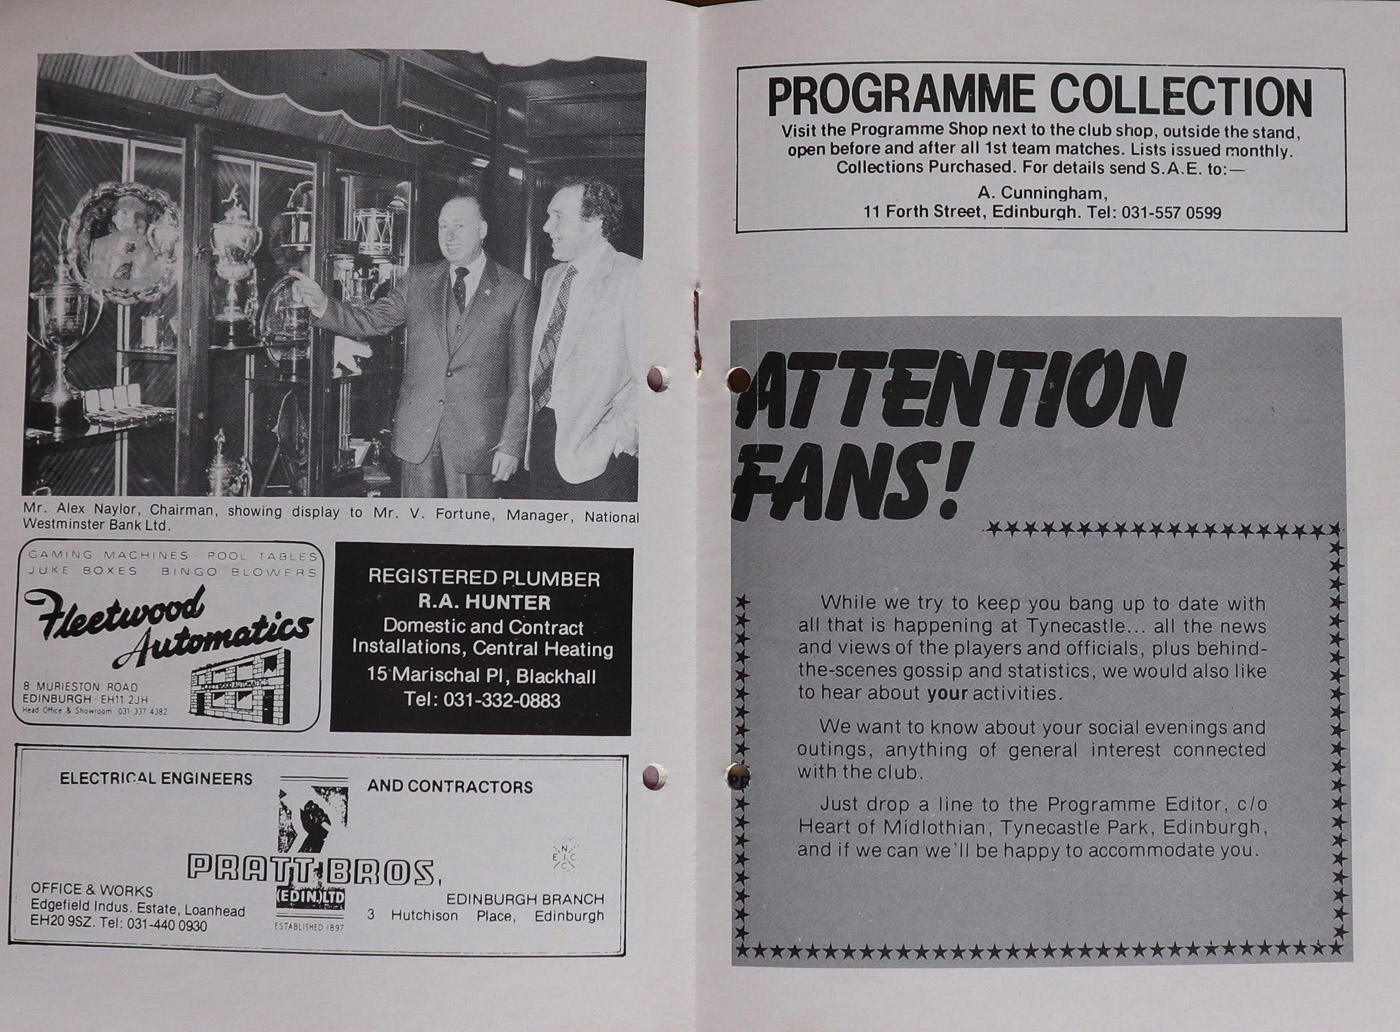 Mr. Alex Naylor, Chairman, showing display to Mr. V. Fortune, Manager, National
Westminster Bank Ltd.
GAMING MACHINES · POOL TABLES
JUKE BOXES · BINGO BLOWERS
Fleetwood
Automatics
FLEETWOOD AUTOMATICS
8 MURIESTON ROAD
EDINBURGH · EH11 2JH
Head Office & Showroom 031·337 4382
REGISTERED PLUMBER
R.A. HUNTER
Domestic and Contract
Installations, Central Heating
15 Marischal Pl, Blackhall
Tel: 031-332-0883
ELECTRICAL ENGINEERS
AND CONTRACTORS
PRATT BROS,
(EDIN) LTD
ESTABLISHED 1897
OFFICE & WORKS
Edgefield Indus. Estate, Loanhead
EH20 9SZ. Tel: 031-440 0930
N
E I C
C
EDINBURGH BRANCH
3 Hutchison Place, Edinburgh
PROGRAMME COLLECTION
Visit the Programme Shop next to the club shop, outside the stand,
open before and after all 1st team matches. Lists issued monthly.
Collections Purchased. For details send S.A.E. to:—
A. Cunningham,
11 Forth Street, Edinburgh. Tel: 031-557 0599
ATTENTION
FANS!
While we try to keep you bang up to date with
all that is happening at Tynecastle... all the news
and views of the players and officials, plus behind-
the-scenes gossip and statistics, we would also like
to hear about your activities.
We want to know about your social evenings and
outings, anything of general interest connected
with the club.
Just drop a line to the Programme Editor, c/o
Heart of Midlothian, Tynecastle Park, Edinburgh,
and if we can we'll be happy to accommodate you.